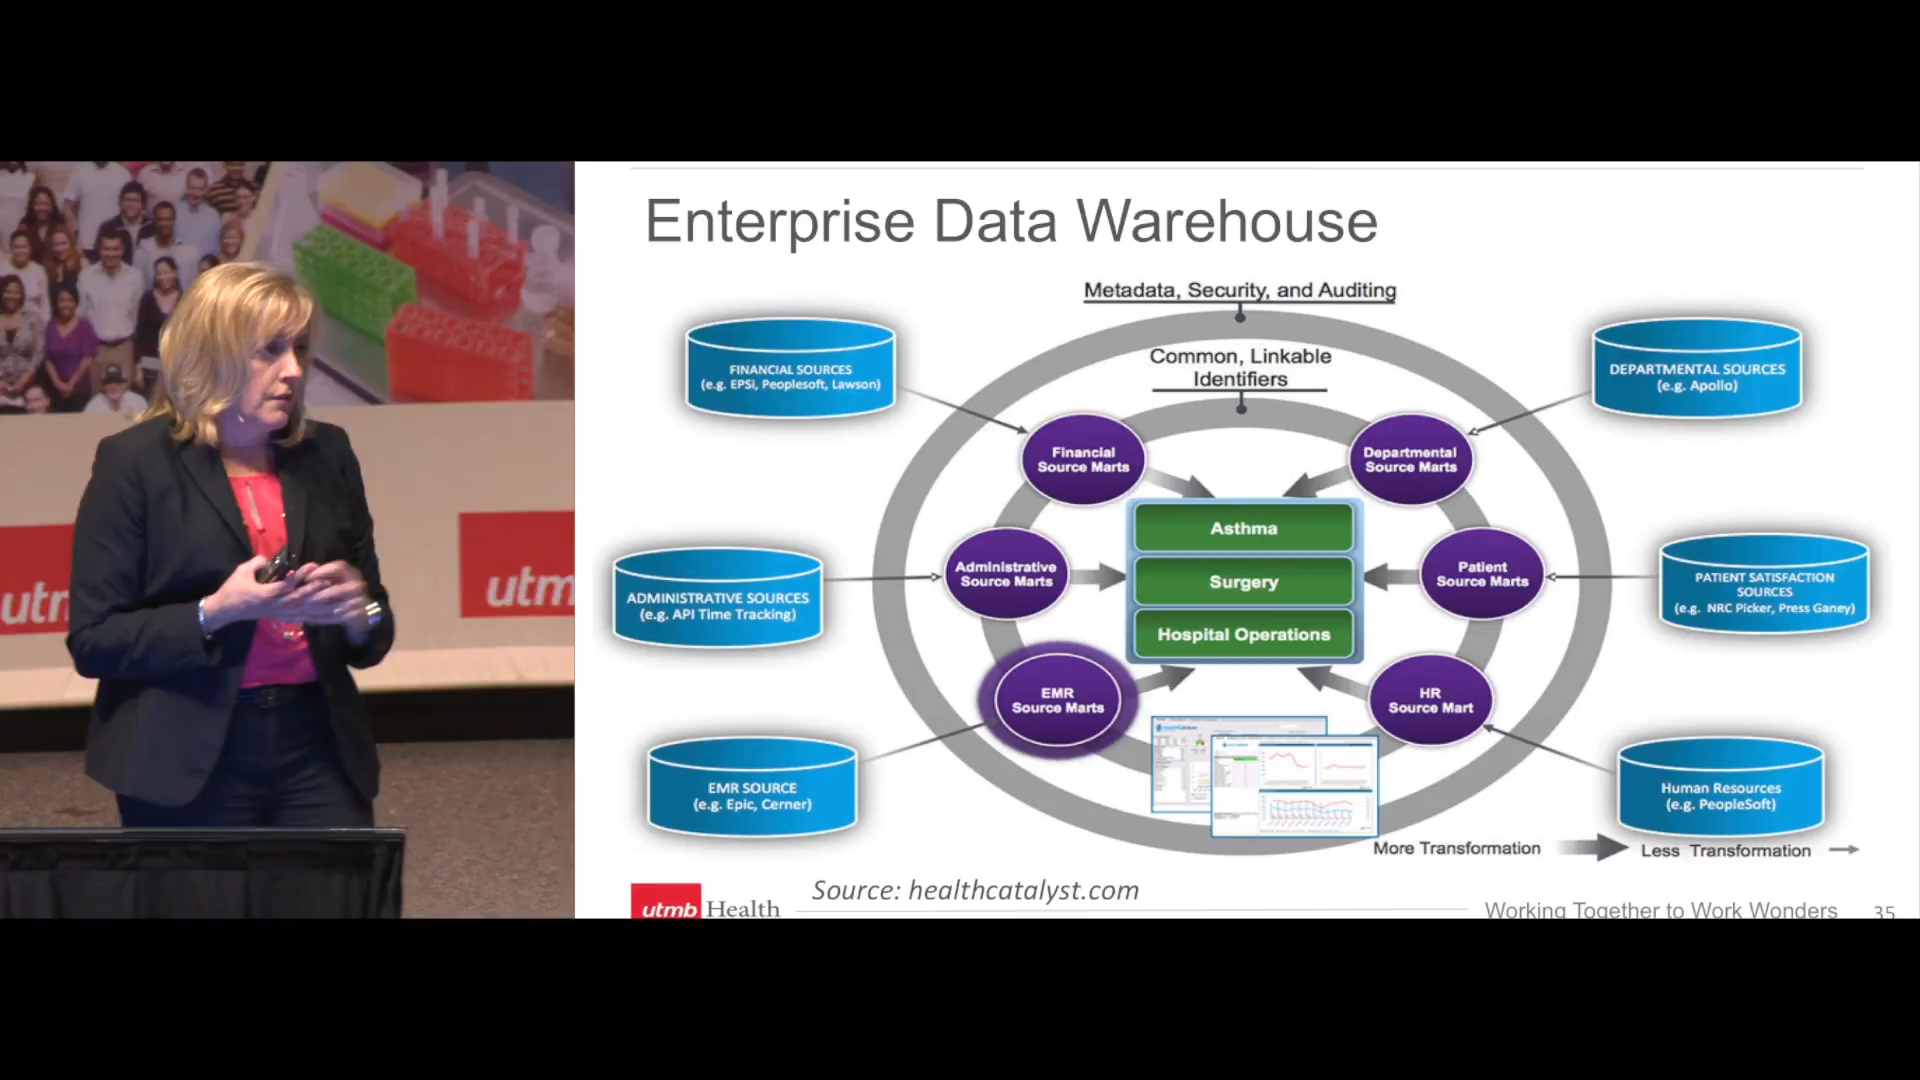 Enterprise Data Warehouse
Metadata, Security, and Auditing
Common, Linkable
Identifiers
FINANCIAL SOURCES
(e.g. EPSi, Peoplesoft, Lawson)
DEPARTMENTAL SOURCES
(e.g. Apollo)
Financial
Source Marts
Departmental
Source Marts
Asthma
Surgery
Hospital Operations
Administrative
Source Marts
Patient
Source Marts
ADMINISTRATIVE SOURCES
(e.g. API Time Tracking)
PATIENT SATISFACTION
SOURCES
(e.g. NRC Picker, Press Ganey)
EMR
Source Marts
HR
Source Mart
EMR SOURCE
(e.g. Epic, Cerner)
Human Resources
(e.g. PeopleSoft)
More Transformation
Less Transformation
Source: healthcatalyst.com
utmb Health
Working Together to Work Wonders
35
utm
utm